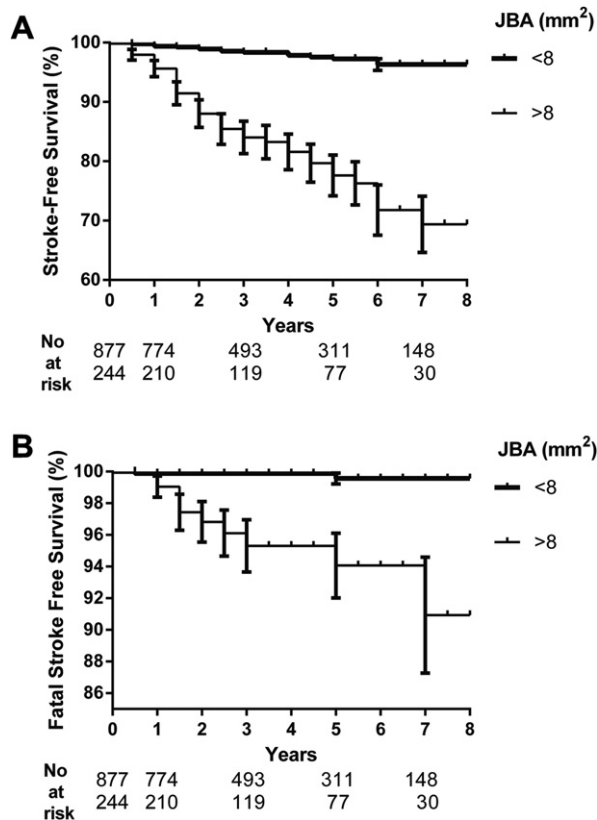 A
JBA (mm²)
<8
>8
Stroke-Free Survival (%)
100
90
80
70
60
0 1 2 3 4 5 6 7 8
Years
No at risk
877 774 493 311 148
244 210 119 77 30
B
JBA (mm²)
<8
>8
Fatal Stroke Free Survival (%)
100
98
96
94
92
90
88
86
0 1 2 3 4 5 6 7 8
Years
No at risk
877 774 493 311 148
244 210 119 77 30